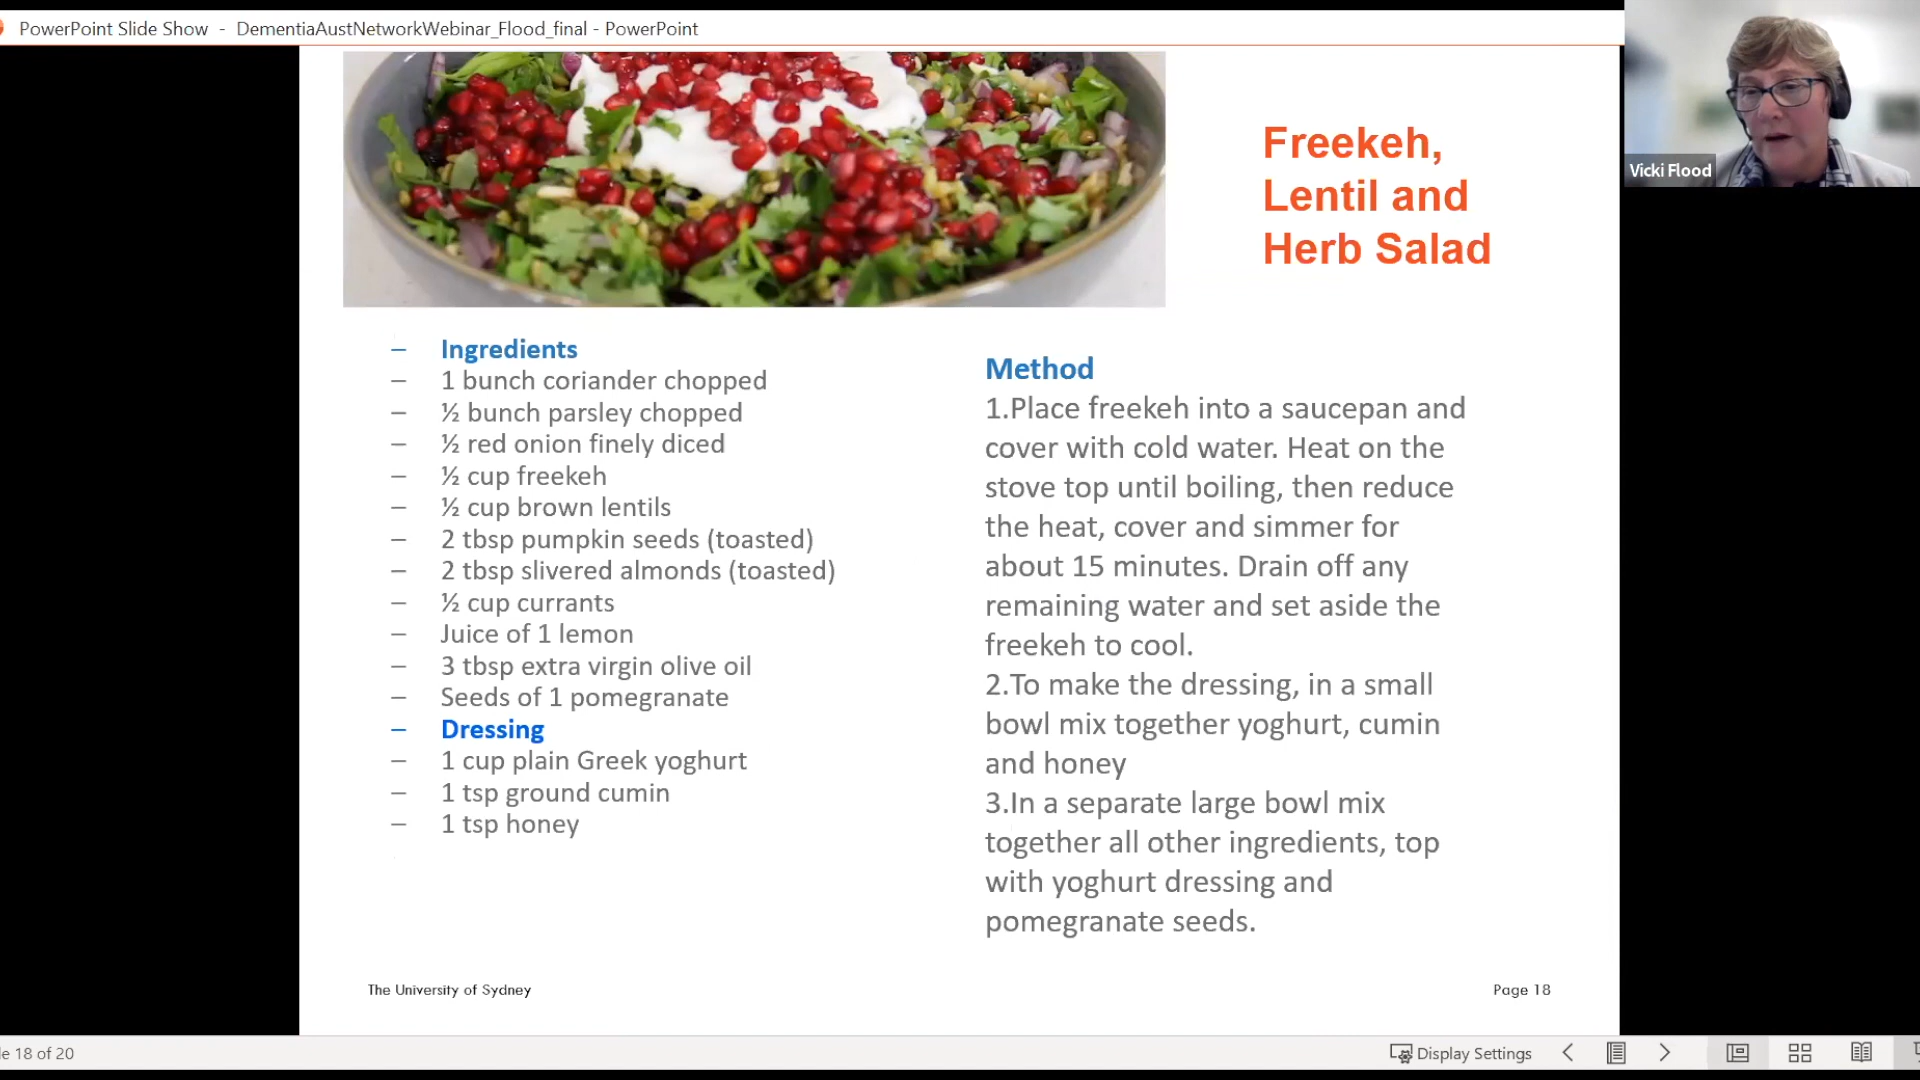 PowerPoint Slide Show - DementiaAustNetworkWebinar_Flood_final - PowerPoint
Vicki Flood
Freekeh,
Lentil and
Herb Salad
– Ingredients
– 1 bunch coriander chopped
– ½ bunch parsley chopped
– ½ red onion finely diced
– ½ cup freekeh
– ½ cup brown lentils
– 2 tbsp pumpkin seeds (toasted)
– 2 tbsp slivered almonds (toasted)
– ½ cup currants
– Juice of 1 lemon
– 3 tbsp extra virgin olive oil
– Seeds of 1 pomegranate
– Dressing
– 1 cup plain Greek yoghurt
– 1 tsp ground cumin
– 1 tsp honey
Method
1.Place freekeh into a saucepan and
cover with cold water. Heat on the
stove top until boiling, then reduce
the heat, cover and simmer for
about 15 minutes. Drain off any
remaining water and set aside the
freekeh to cool.
2.To make the dressing, in a small
bowl mix together yoghurt, cumin
and honey
3.In a separate large bowl mix
together all other ingredients, top
with yoghurt dressing and
pomegranate seeds.
The University of Sydney
Page 18
18 of 20
Display Settings